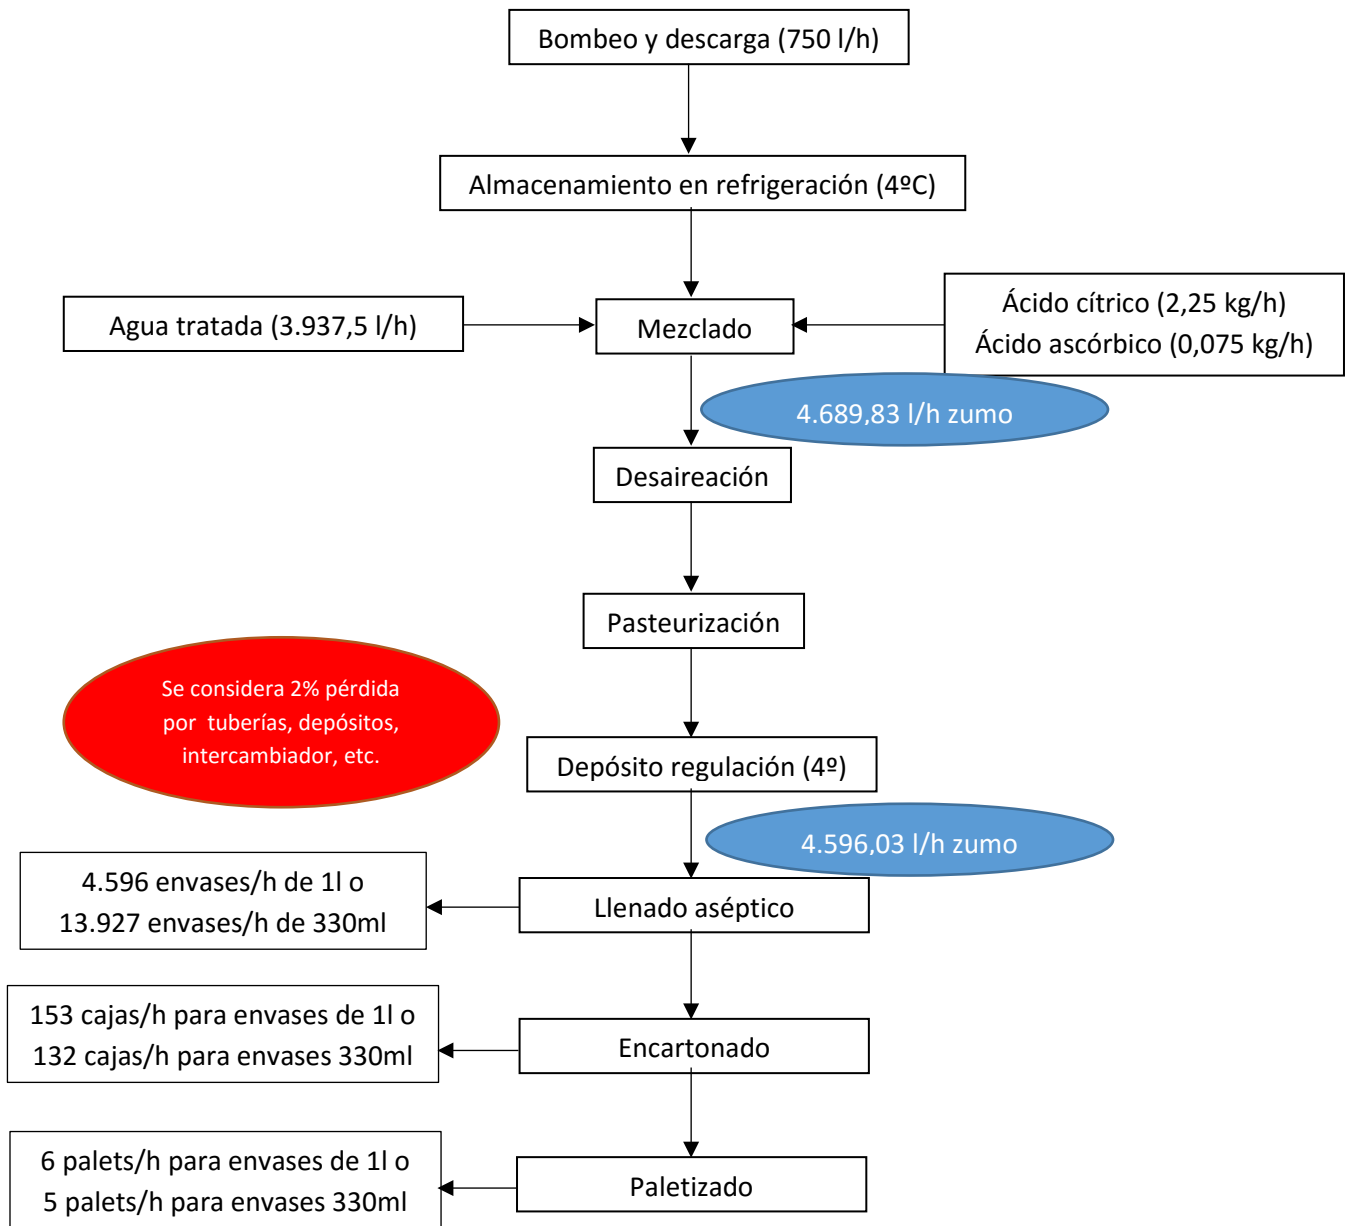 Bombeo y descarga (750 l/h)
Almacenamiento en refrigeración (4ºC)
Agua tratada (3.937,5 l/h)
Mezclado
Ácido cítrico (2,25 kg/h)
Ácido ascórbico (0,075 kg/h)
4.689,83 l/h zumo
Desaireación
Pasteurización
Se considera 2% pérdida
por tuberías, depósitos,
intercambiador, etc.
Depósito regulación (4º)
4.596,03 l/h zumo
4.596 envases/h de 1l o
13.927 envases/h de 330ml
Llenado aséptico
153 cajas/h para envases de 1l o
132 cajas/h para envases 330ml
Encartonado
6 palets/h para envases de 1l o
5 palets/h para envases 330ml
Paletizado